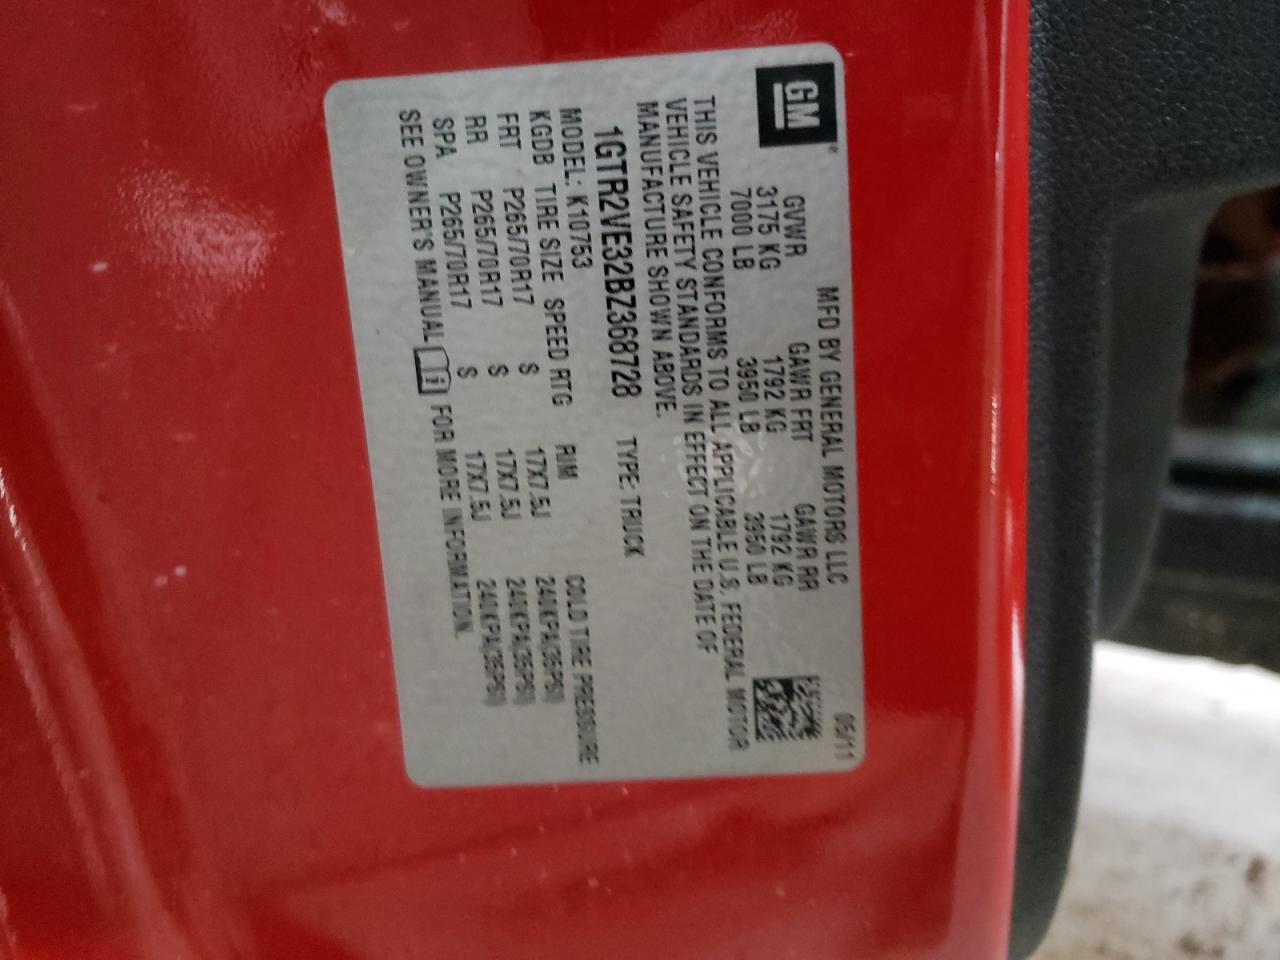 GM
MFD BY GENERAL MOTORS LLC 05/11
GVWR GAWR FRT GAWR RR
3175 KG 1792 KG 1792 KG
7000 LB 3950 LB 3950 LB
THIS VEHICLE CONFORMS TO ALL APPLICABLE U.S. FEDERAL MOTOR
VEHICLE SAFETY STANDARDS IN EFFECT ON THE DATE OF
MANUFACTURE SHOWN ABOVE.
1GTR2VE32BZ368728 TYPE: TRUCK
MODEL: K10753
KGDB TIRE SIZE SPEED RTG RIM COLD TIRE PRESSURE
FRT P265/70R17 S 17X7.5J 240KPA(35PSI)
RR P265/70R17 S 17X7.5J 240KPA(35PSI)
SPA P265/70R17 S 17X7.5J 240KPA(35PSI)
SEE OWNER'S MANUAL FOR MORE INFORMATION.